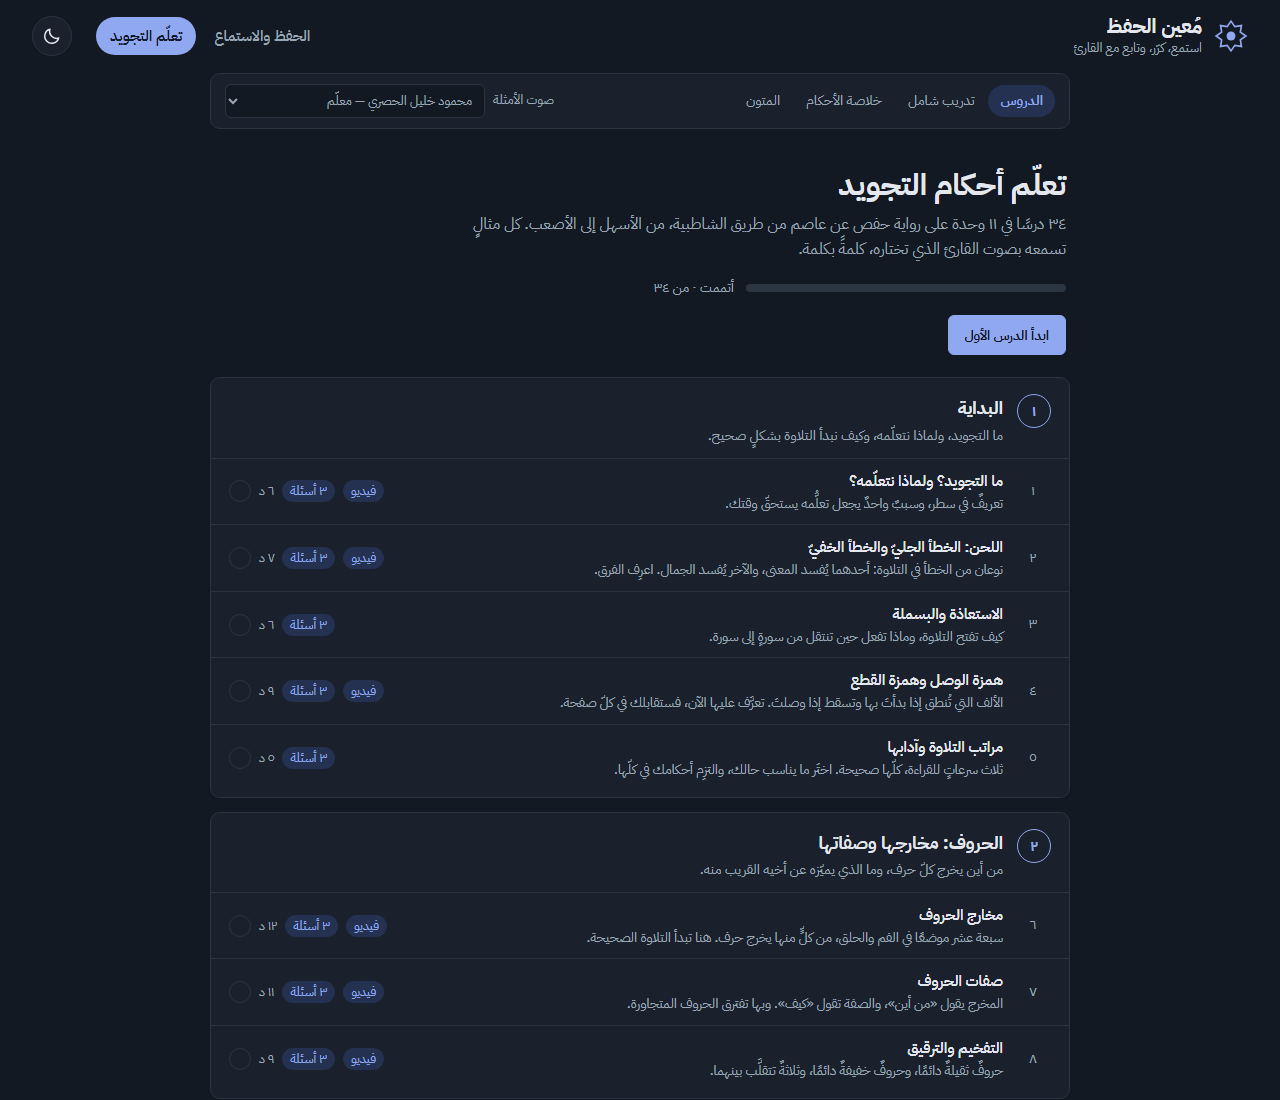 مُعين الحفظ
استمع، كرّر، وتابع مع القارئ
الحفظ والاستماع
تعلّم التجويد
الدروس
تدريب شامل
خلاصة الأحكام
المتون
صوت الأمثلة
محمود خليل الحصري — معلّم
تعلّم أحكام التجويد
٣٤ درسًا في ١١ وحدة على رواية حفص عن عاصم من طريق الشاطبية، من الأسهل إلى الأصعب. كل مثالٍ
تسمعه بصوت القارئ الذي تختاره، كلمةً بكلمة.
أتممت ٠ من ٣٤
ابدأ الدرس الأول
١
البداية
ما التجويد، ولماذا نتعلّمه، وكيف نبدأ التلاوة بشكلٍ صحيح.
١
ما التجويد؟ ولماذا نتعلّمه؟
تعريفٌ في سطر، وسببٌ واحدٌ يجعل تعلُّمه يستحقّ وقتك.
فيديو
٣ أسئلة
٦ د
٢
اللحن: الخطأ الجليّ والخطأ الخفيّ
نوعان من الخطأ في التلاوة: أحدهما يُفسد المعنى، والآخر يُفسد الجمال. اعرِف الفرق.
فيديو
٣ أسئلة
٧ د
٣
الاستعاذة والبسملة
كيف تفتح التلاوة، وماذا تفعل حين تنتقل من سورةٍ إلى سورة.
٣ أسئلة
٦ د
٤
همزة الوصل وهمزة القطع
الألف التي تُنطق إذا بدأتَ بها وتسقط إذا وصلتَ. تعرّف عليها الآن، فستقابلك في كلّ صفحة.
فيديو
٣ أسئلة
٩ د
٥
مراتب التلاوة وآدابها
ثلاث سرعاتٍ للقراءة، كلّها صحيحة. اختَر ما يناسب حالك، والتزِم أحكامك في كلّها.
٣ أسئلة
٥ د
٢
الحروف: مخارجها وصفاتها
من أين يخرج كلّ حرف، وما الذي يميّزه عن أخيه القريب منه.
٦
مخارج الحروف
سبعة عشر موضعًا في الفم والحلق، من كلٍّ منها يخرج حرف. هنا تبدأ التلاوة الصحيحة.
فيديو
٣ أسئلة
١٢ د
٧
صفات الحروف
المخرج يقول «من أين»، والصفة تقول «كيف». وبها تفترق الحروف المتجاورة.
فيديو
٣ أسئلة
١١ د
٨
التفخيم والترقيق
حروفٌ ثقيلةٌ دائمًا، وحروفٌ خفيفةٌ دائمًا، وثلاثةٌ تتقلَّب بينهما.
فيديو
٣ أسئلة
٩ د